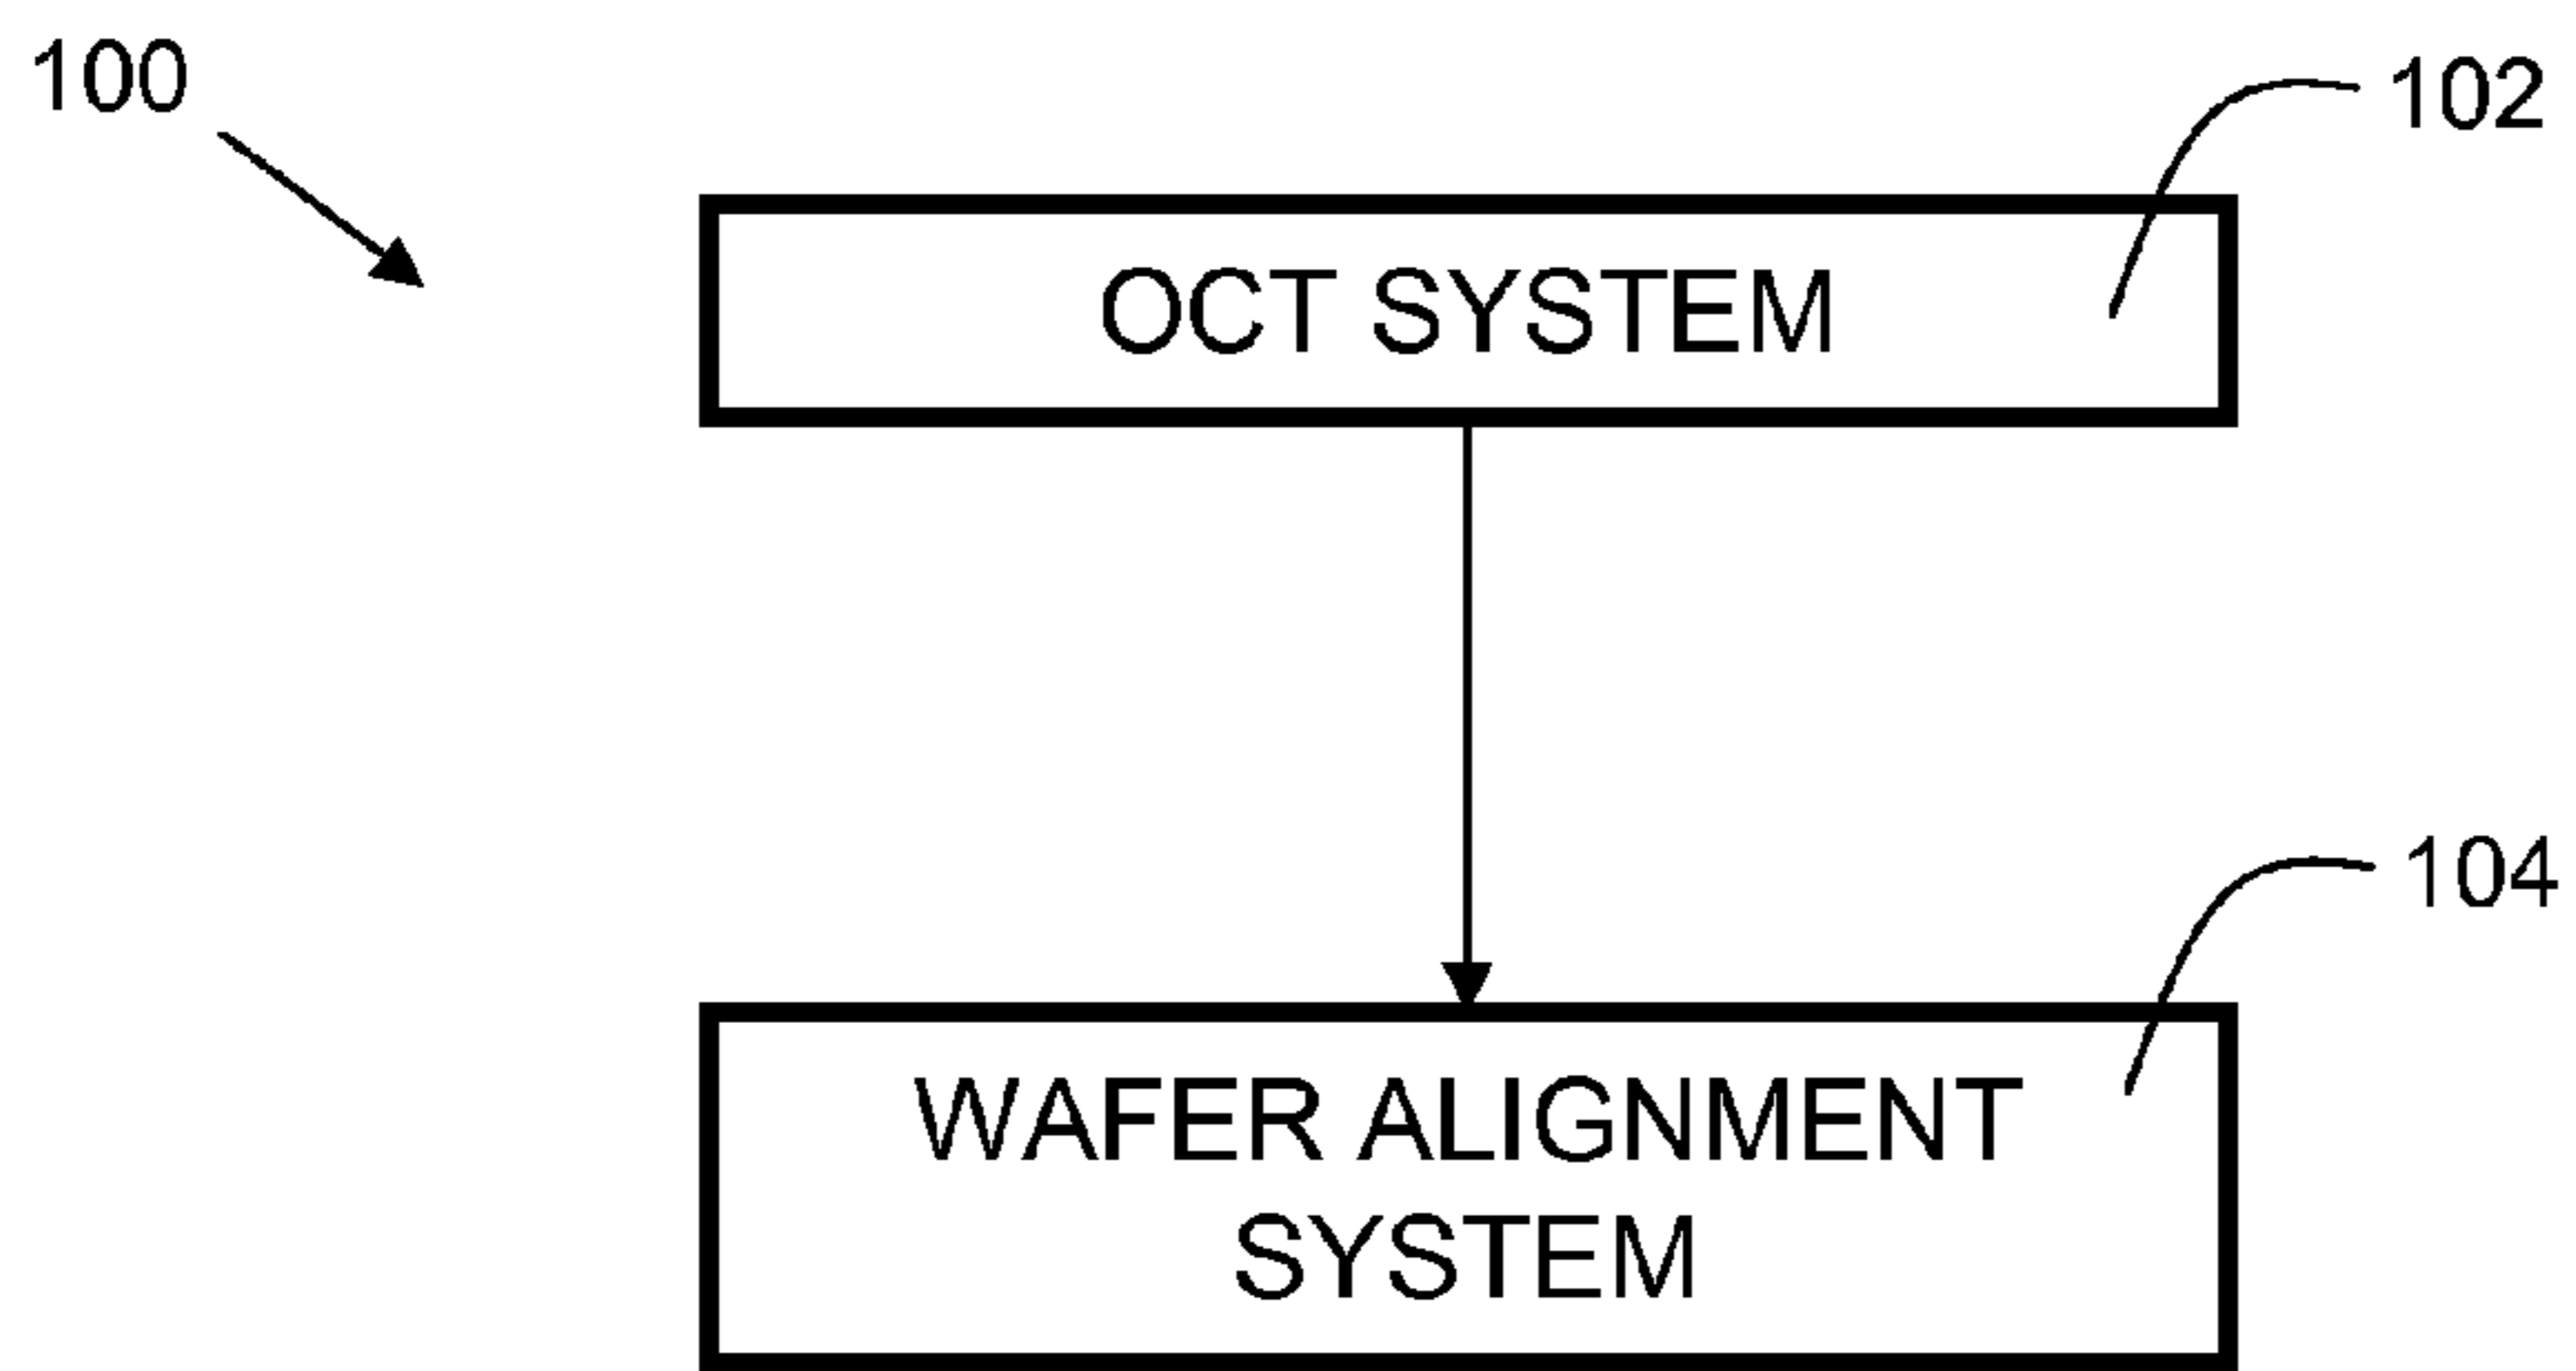 100
102
OCT SYSTEM
104
WAFER ALIGNMENT
SYSTEM